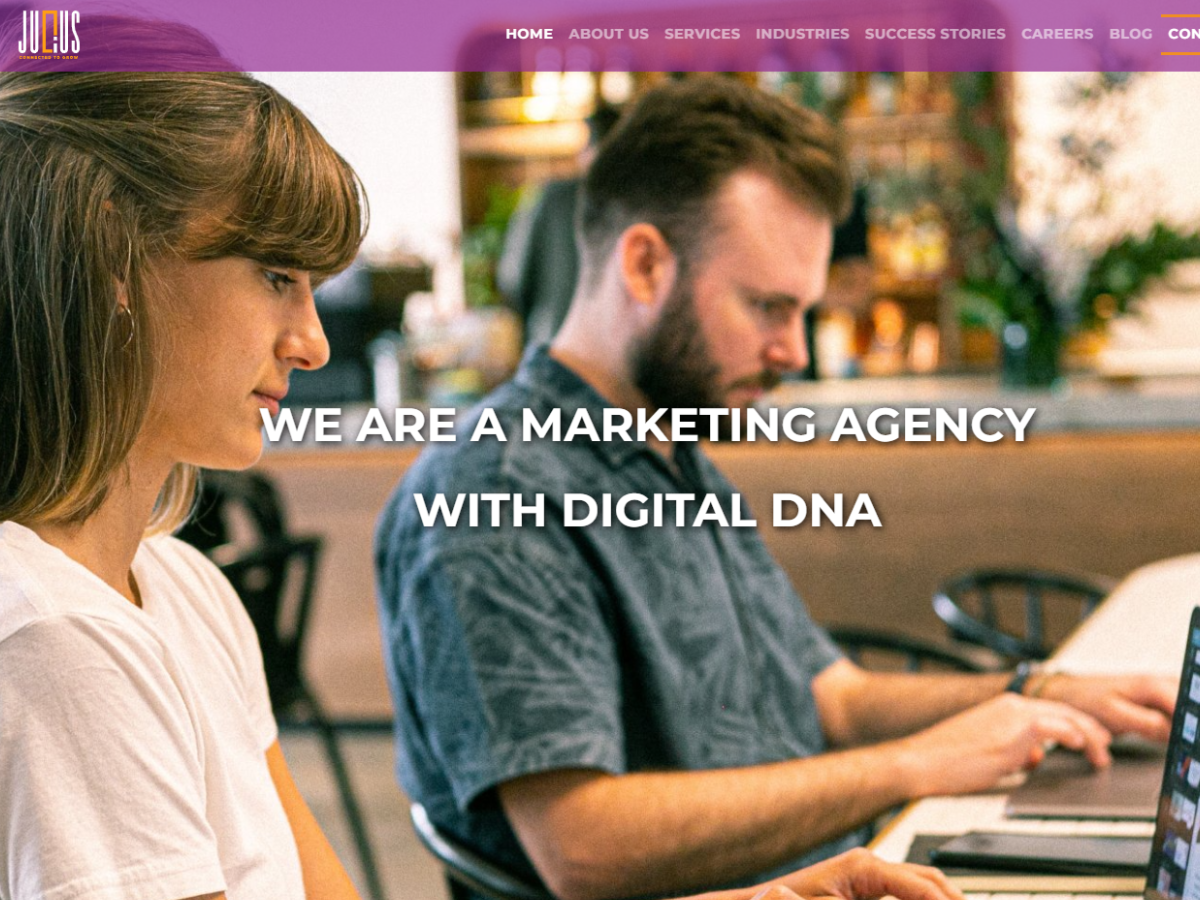 JULIUS
CONNECTED TO GROW
HOME ABOUT US SERVICES INDUSTRIES SUCCESS STORIES CAREERS BLOG CON
WE ARE A MARKETING AGENCY
WITH DIGITAL DNA